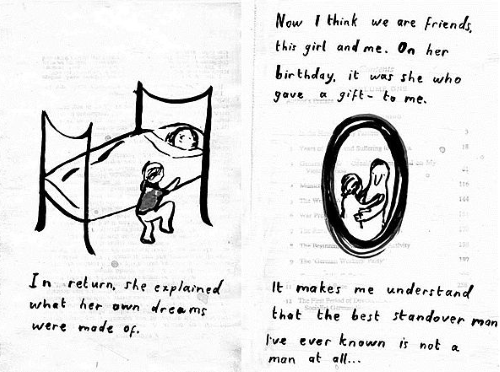 In return, she explained
what her own dreams
were made of.
Now I think we are friends,
this girl and me. On her
birthday, it was she who
gave a gift- to me.
It makes me understand
that the best standover man
I've ever known is not a
man at all...